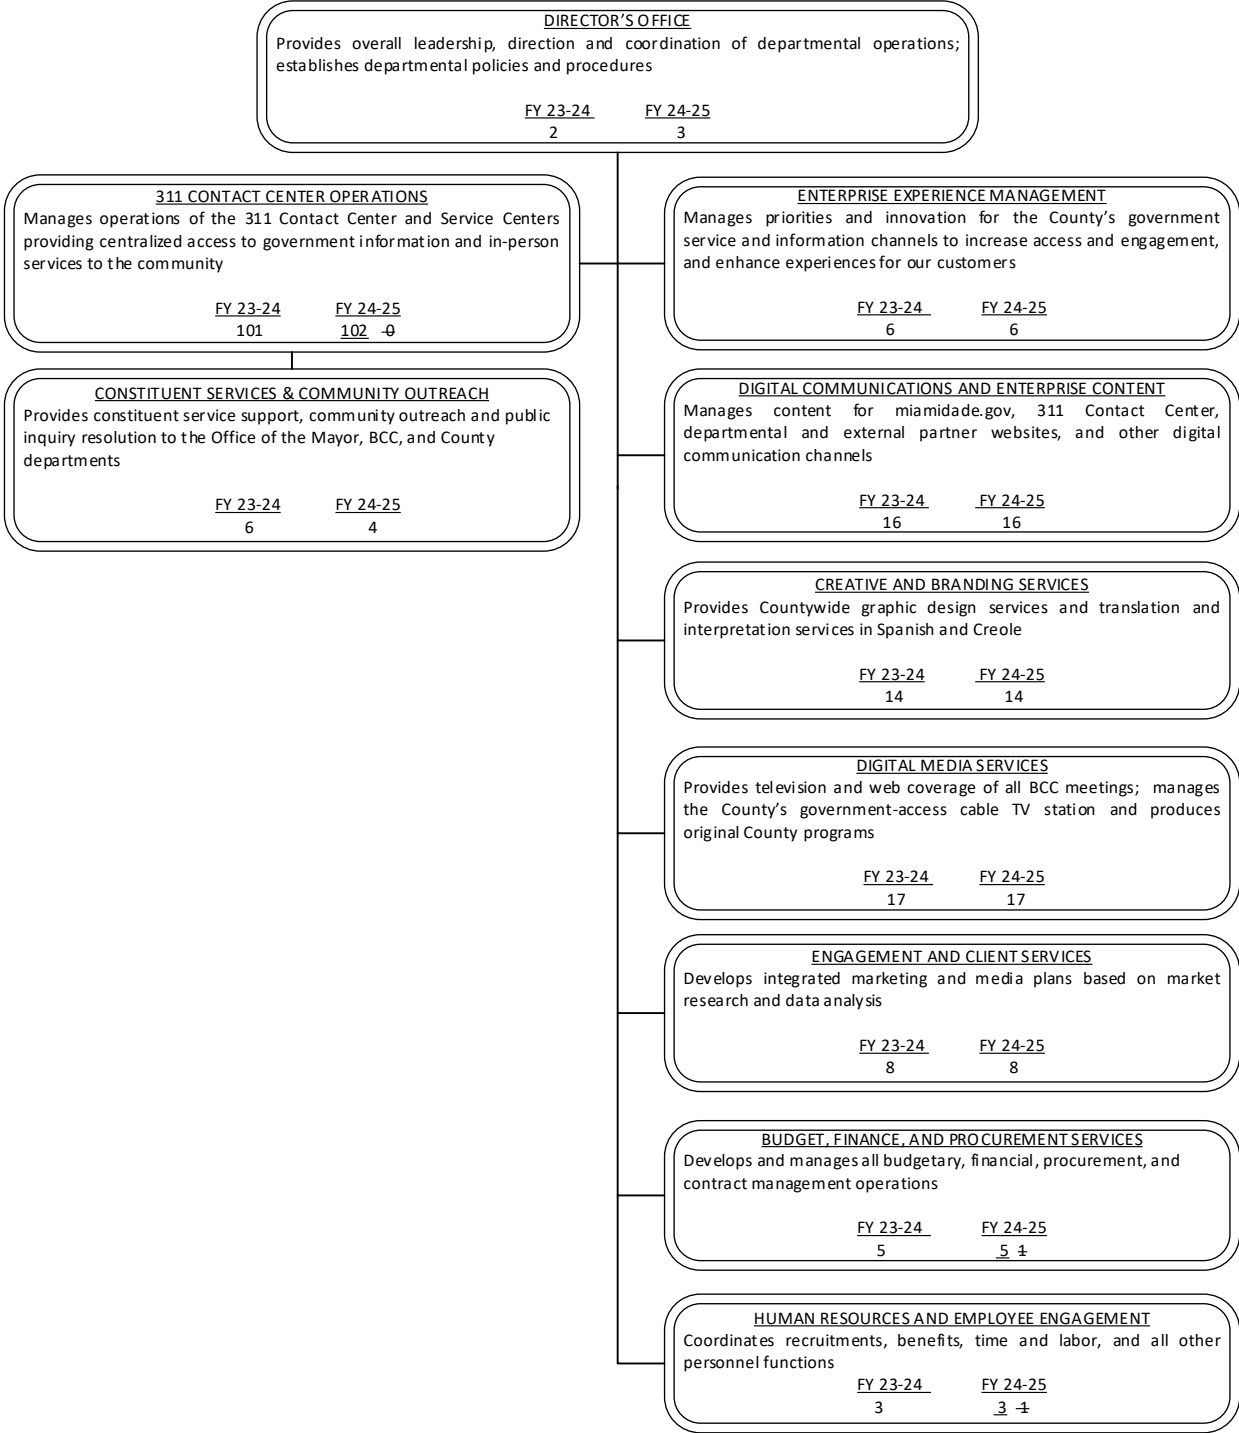 DIRECTOR'S OFFICE
Provides overall leadership, direction and coordination of departmental operations;
establishes departmental policies and procedures
FY 23-24 FY 24-25
2 3
311 CONTACT CENTER OPERATIONS
Manages operations of the 311 Contact Center and Service Centers
providing centralized access to government information and in-person
services to the community
FY 23-24 FY 24-25
101 102 0
CONSTITUENT SERVICES & COMMUNITY OUTREACH
Provides constituent service support, community outreach and public
inquiry resolution to the Office of the Mayor, BCC, and County
departments
FY 23-24 FY 24-25
6 4
ENTERPRISE EXPERIENCE MANAGEMENT
Manages priorities and innovation for the County's government
service and information channels to increase access and engagement,
and enhance experiences for our customers
FY 23-24 FY 24-25
6 6
DIGITAL COMMUNICATIONS AND ENTERPRISE CONTENT
Manages content for miamidade.gov, 311 Contact Center,
departmental and external partner websites, and other digital
communication channels
FY 23-24 FY 24-25
16 16
CREATIVE AND BRANDING SERVICES
Provides Countywide graphic design services and translation and
interpretation services in Spanish and Creole
FY 23-24 FY 24-25
14 14
DIGITAL MEDIA SERVICES
Provides television and web coverage of all BCC meetings; manages
the County's government-access cable TV station and produces
original County programs
FY 23-24 FY 24-25
17 17
ENGAGEMENT AND CLIENT SERVICES
Develops integrated marketing and media plans based on market
research and data analysis
FY 23-24 FY 24-25
8 8
BUDGET, FINANCE, AND PROCUREMENT SERVICES
Develops and manages all budgetary, financial, procurement, and
contract management operations
FY 23-24 FY 24-25
5 5 1
HUMAN RESOURCES AND EMPLOYEE ENGAGEMENT
Coordinates recruitments, benefits, time and labor, and all other
personnel functions
FY 23-24 FY 24-25
3 3 1